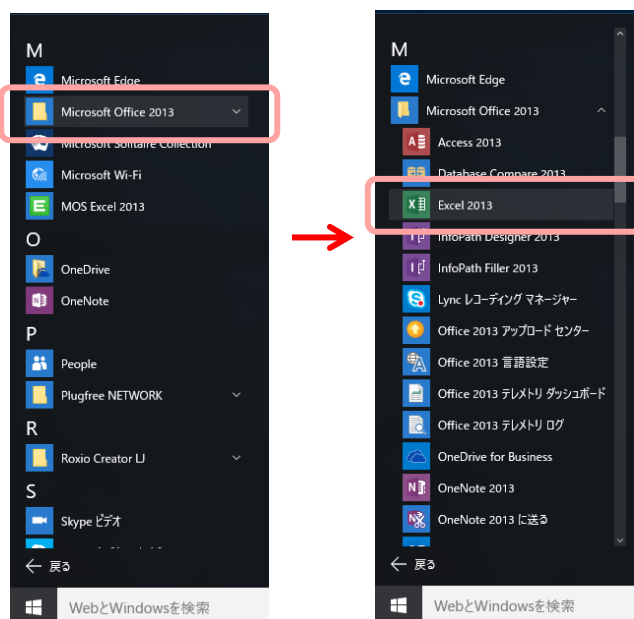 M
Microsoft Edge
Microsoft Office 2013
Microsoft Solitaire Collection
Microsoft Wi-Fi
MOS Excel 2013
O
OneDrive
OneNote
P
People
Plugfree NETWORK
R
Roxio Creator LJ
S
Skype ビデオ
戻る
WebとWindowsを検索
M
Microsoft Edge
Microsoft Office 2013
Access 2013
Database Compare 2013
Excel 2013
InfoPath Designer 2013
InfoPath Filler 2013
Lync レコーディング マネージャー
Office 2013 アップロード センター
Office 2013 言語設定
Office 2013 テレメトリ ダッシュボード
Office 2013 テレメトリ ログ
OneDrive for Business
OneNote 2013
OneNote 2013 に送る
戻る
WebとWindowsを検索